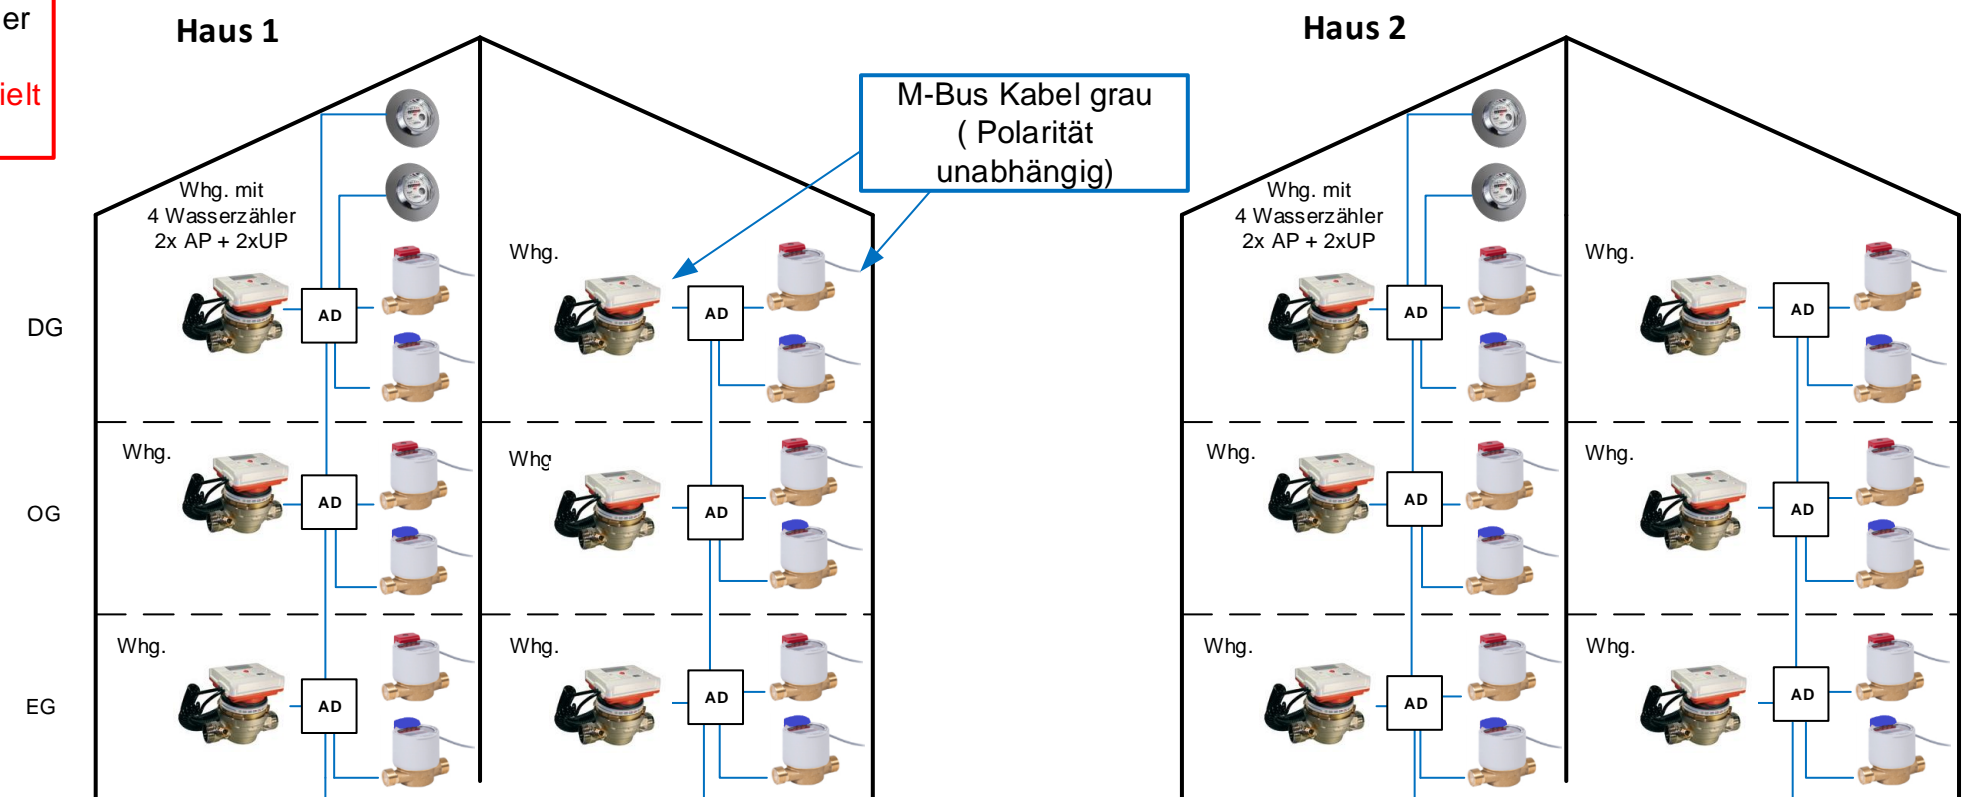 er
ielt
Haus 1
Haus 2
M-Bus Kabel grau
( Polarität
unabhängig)
Whg. mit
4 Wasserzähler
2x AP + 2xUP
Whg.
Whg. mit
4 Wasserzähler
2x AP + 2xUP
Whg.
DG
AD
AD
AD
AD
Whg.
Whg
Whg.
Whg.
OG
AD
AD
AD
AD
Whg.
Whg.
Whg.
Whg.
EG
AD
AD
AD
AD